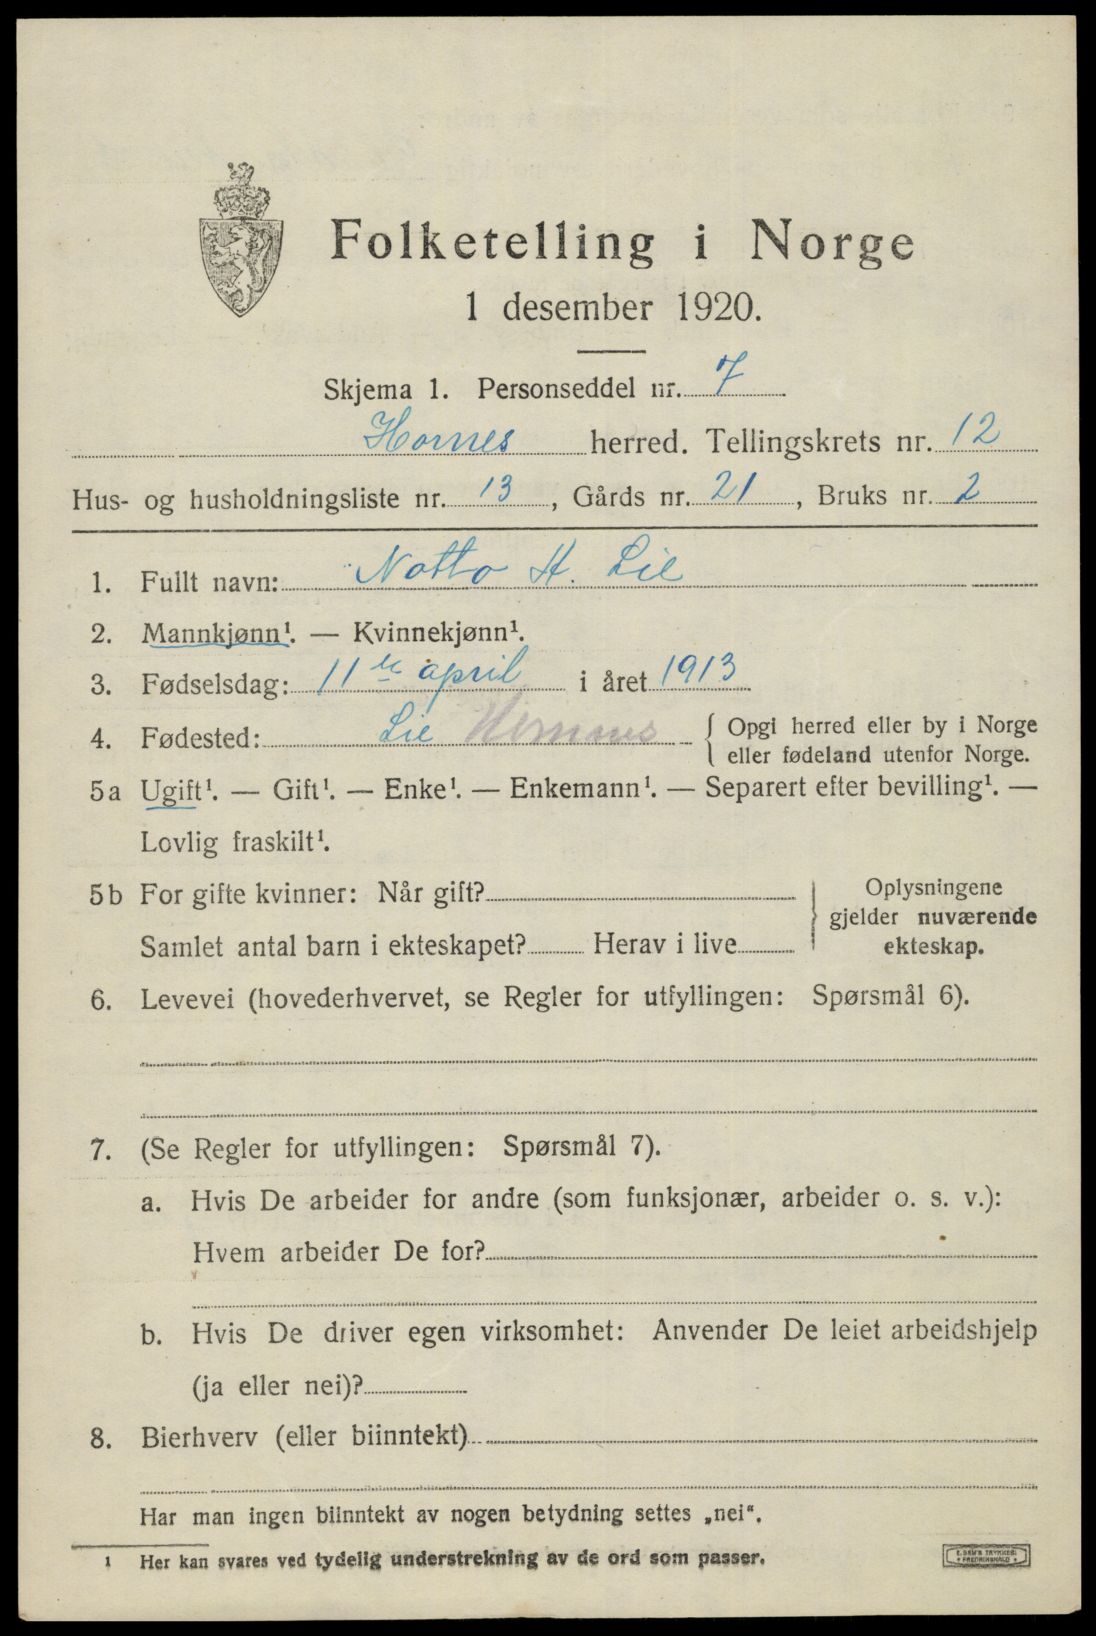 Folketelling i Norge
1 desember 1920.
Skjema 1. Personseddel nr. 7
Hornes herred. Tellingskrets nr. 12
Hus- og husholdningsliste nr. 13, Gårds nr. 21, Bruks nr. 2
1. Fullt navn: Notto H. Lie
2. Mannkjønn¹. — Kvinnekjønn¹.
3. Fødselsdag: 11te april i året 1913
4. Fødested: Lie Hornnes { Opgi herred eller by i Norge
eller fødeland utenfor Norge.
5a Ugift¹. — Gift¹. — Enke¹. — Enkemann¹. — Separert efter bevilling¹. —
Lovlig fraskilt¹.
5b For gifte kvinner: Når gift? } Oplysningene
gjelder nuværende
Samlet antal barn i ekteskapet? Herav i live ekteskap.
6. Levevei (hovederhvervet, se Regler for utfyllingen: Spørsmål 6).
7. (Se Regler for utfyllingen: Spørsmål 7).
a. Hvis De arbeider for andre (som funksjonær, arbeider o. s. v.):
Hvem arbeider De for?
b. Hvis De driver egen virksomhet: Anvender De leiet arbeidshjelp
(ja eller nei)?
8. Bierhverv (eller biinntekt)
Har man ingen biinntekt av nogen betydning settes „nei“.
1 Her kan svares ved tydelig understrekning av de ord som passer.